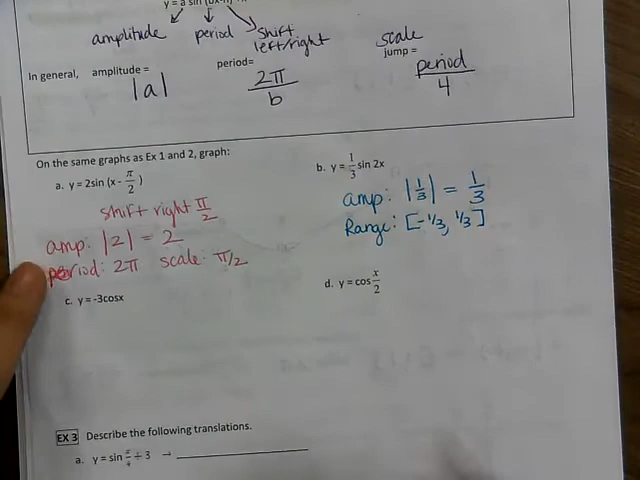 y = a sin
amplitude period shift
left/right
scale
In general, amplitude = period= jump =
|a| 2π/b period/4
On the same graphs as Ex 1 and 2, graph:
a. y = 2sin (x - π/2)
shift right π/2
amp: |2| = 2
period: 2π scale: π/2
b. y = 1/3 sin 2x
amp: |1/3| = 1/3
Range: [-1/3, 1/3]
c. y = -3cosx
d. y = cos x/2
EX 3 Describe the following translations.
a. y = sin + 3 →